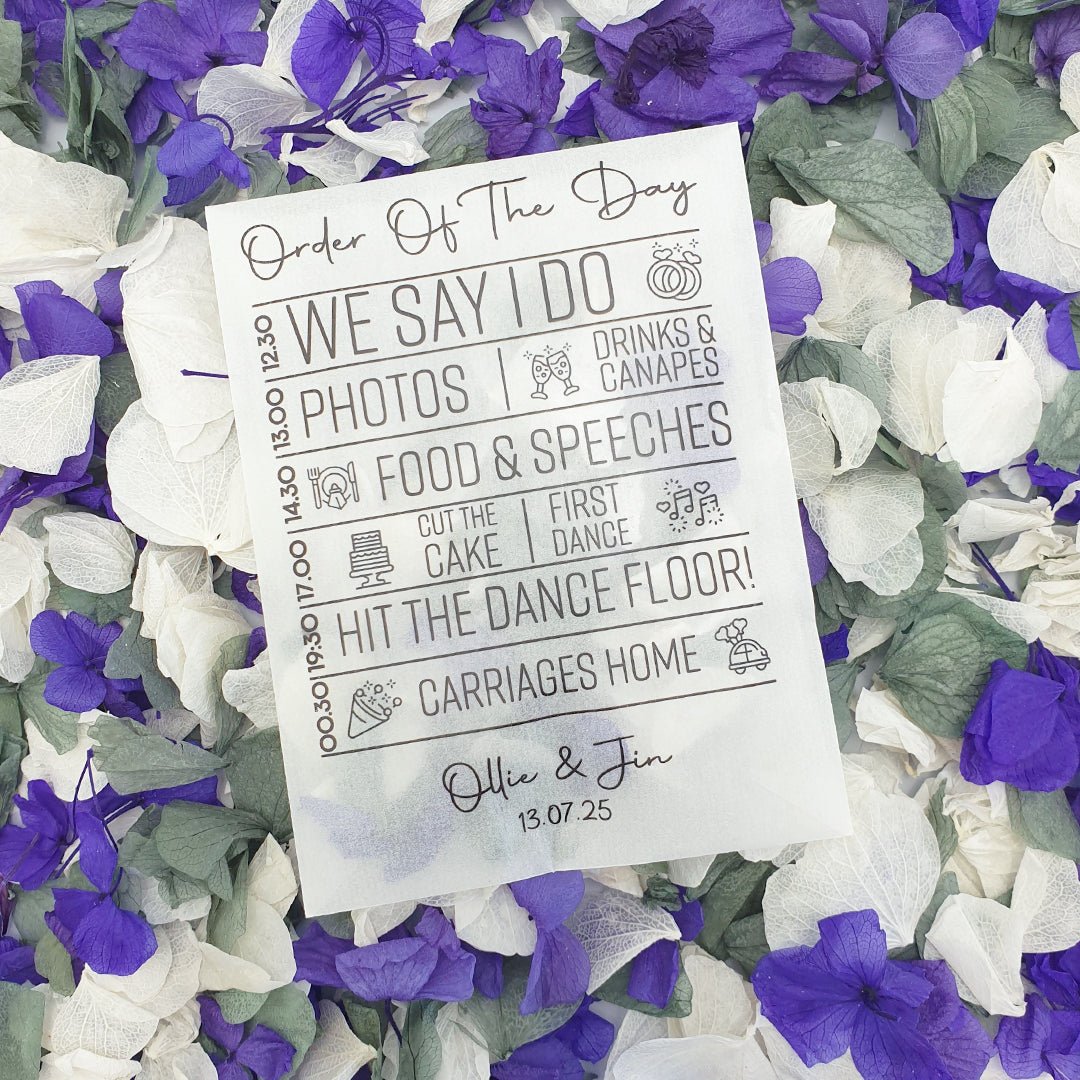 Order Of The Day
12.30 WE SAY I DO
13.00 PHOTOS | DRINKS & CANAPES
14.30 FOOD & SPEECHES
17.00 CUT THE CAKE | FIRST DANCE
19:30 HIT THE DANCE FLOOR!
00.30 CARRIAGES HOME
Ollie & Jin
13.07.25